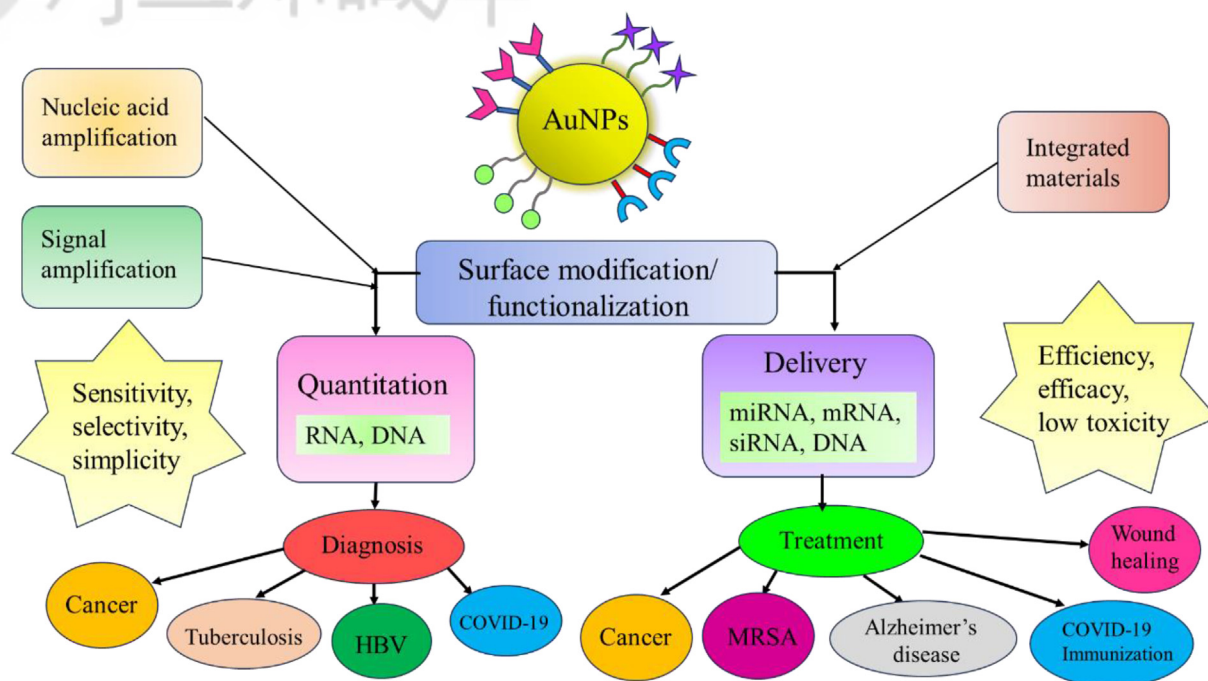 AuNPs
Nucleic acid
amplification
Signal
amplification
Integrated
materials
Surface modification/
functionalization
Sensitivity,
selectivity,
simplicity
Quantitation
RNA, DNA
Delivery
miRNA, mRNA,
siRNA, DNA
Efficiency,
efficacy,
low toxicity
Diagnosis
Cancer
Tuberculosis
HBV
COVID-19
Treatment
Cancer
MRSA
Alzheimer's
disease
COVID-19
Immunization
Wound
healing